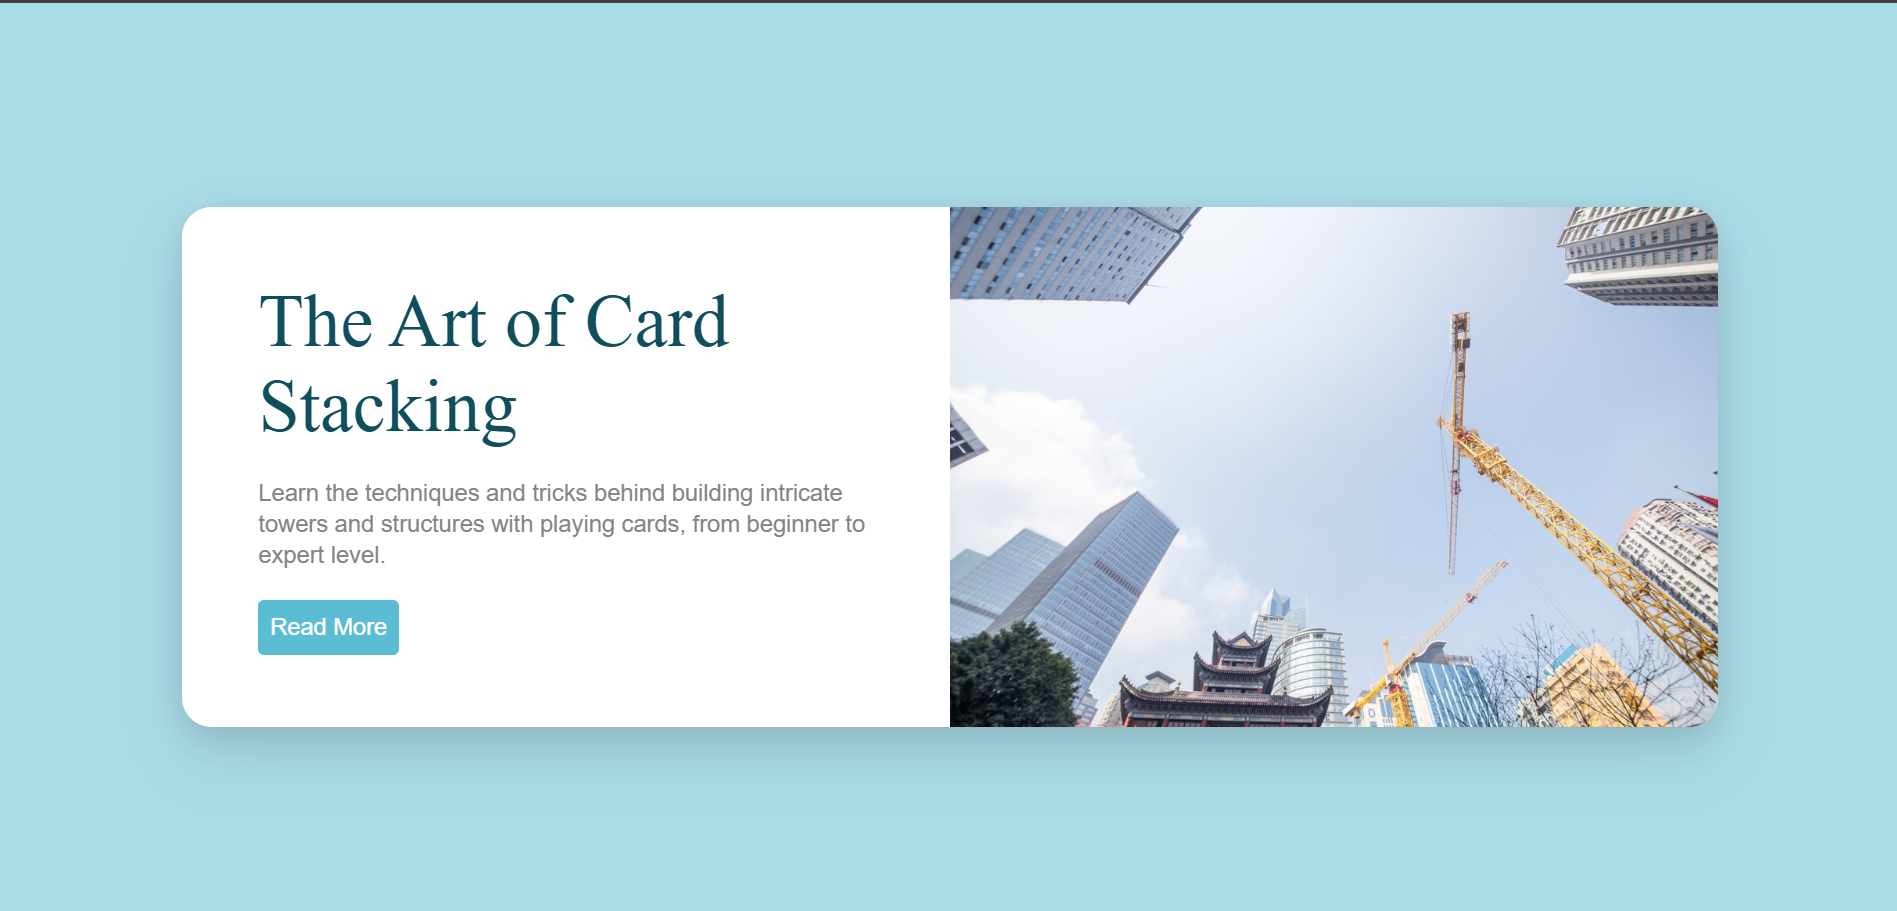 The Art of Card
Stacking
Learn the techniques and tricks behind building intricate
towers and structures with playing cards, from beginner to
expert level.
Read More